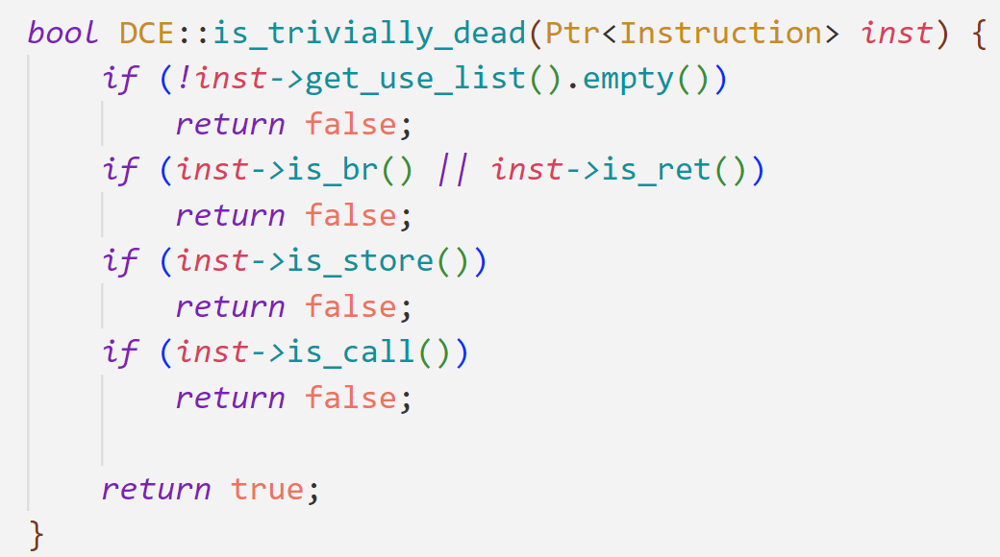 bool DCE::is_trivially_dead(Ptr<Instruction> inst) {
    if (!inst->get_use_list().empty())
        return false;
    if (inst->is_br() || inst->is_ret())
        return false;
    if (inst->is_store())
        return false;
    if (inst->is_call())
        return false;

    return true;
}